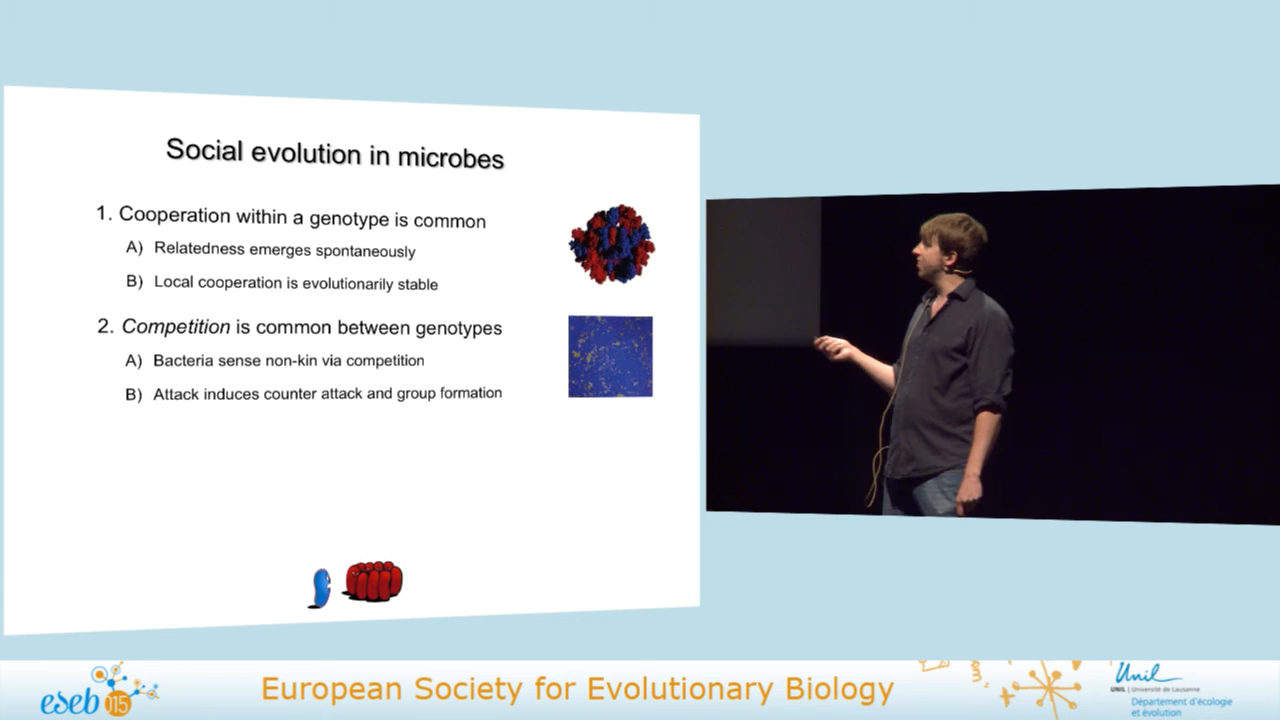 Social evolution in microbes
1. Cooperation within a genotype is common
A) Relatedness emerges spontaneously
B) Local cooperation is evolutionarily stable
2. Competition is common between genotypes
A) Bacteria sense non-kin via competition
B) Attack induces counter attack and group formation
eseb 15
European Society for Evolutionary Biology
Unil
UNIL | Université de Lausanne
Département d'écologie
et évolution